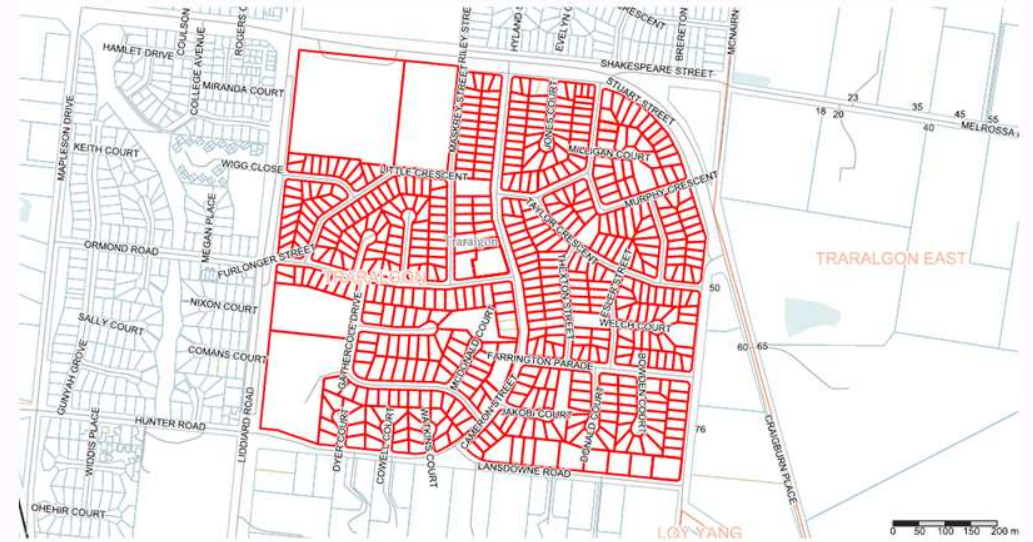 HAMLET DRIVE
COULSON
COLLEGE AVENUE
ROGERS
MIRANDA COURT
MAPLESON DRIVE
KEITH COURT
WIGG CLOSE
MEGAN PLACE
ORMOND ROAD
FURLONGER STREET
NIXON COURT
SALLY COURT
COMANS COURT
GUNYAH GROVE
HUNTER ROAD
WIDDIS PLACE
LIDDIARD ROAD
OHEHIR COURT
MASKREY STREET
RILEY STRE
HYLAND S
EVELYN C
CRESCENT
BRERETON
MCNAIRN
SHAKESPEARE STREET
STUART STREET
JONES COURT
MILLIGAN COURT
LITTLE CRESCENT
MURPHY CRESCENT
TAYLOR CRESCENT
Traralgon
TRARALGON
THEXTON STREET
LESLER STREET
WELCH COURT
GATHERCOLE DRIVE
MCDONALD COURT
FARRINGTON PARADE
BOWDEN COURT
CAMERON STREET
JAKOBI COURT
DONALD COURT
DYER COURT
COWELL COURT
WATKINS COURT
LANSDOWNE ROAD
23
18
20
35
40
45
55
MELROSSA
TRARALGON EAST
50
60
65
76
CRAIGBURN PLACE
LOY YANG
0 50 100 150 200 m